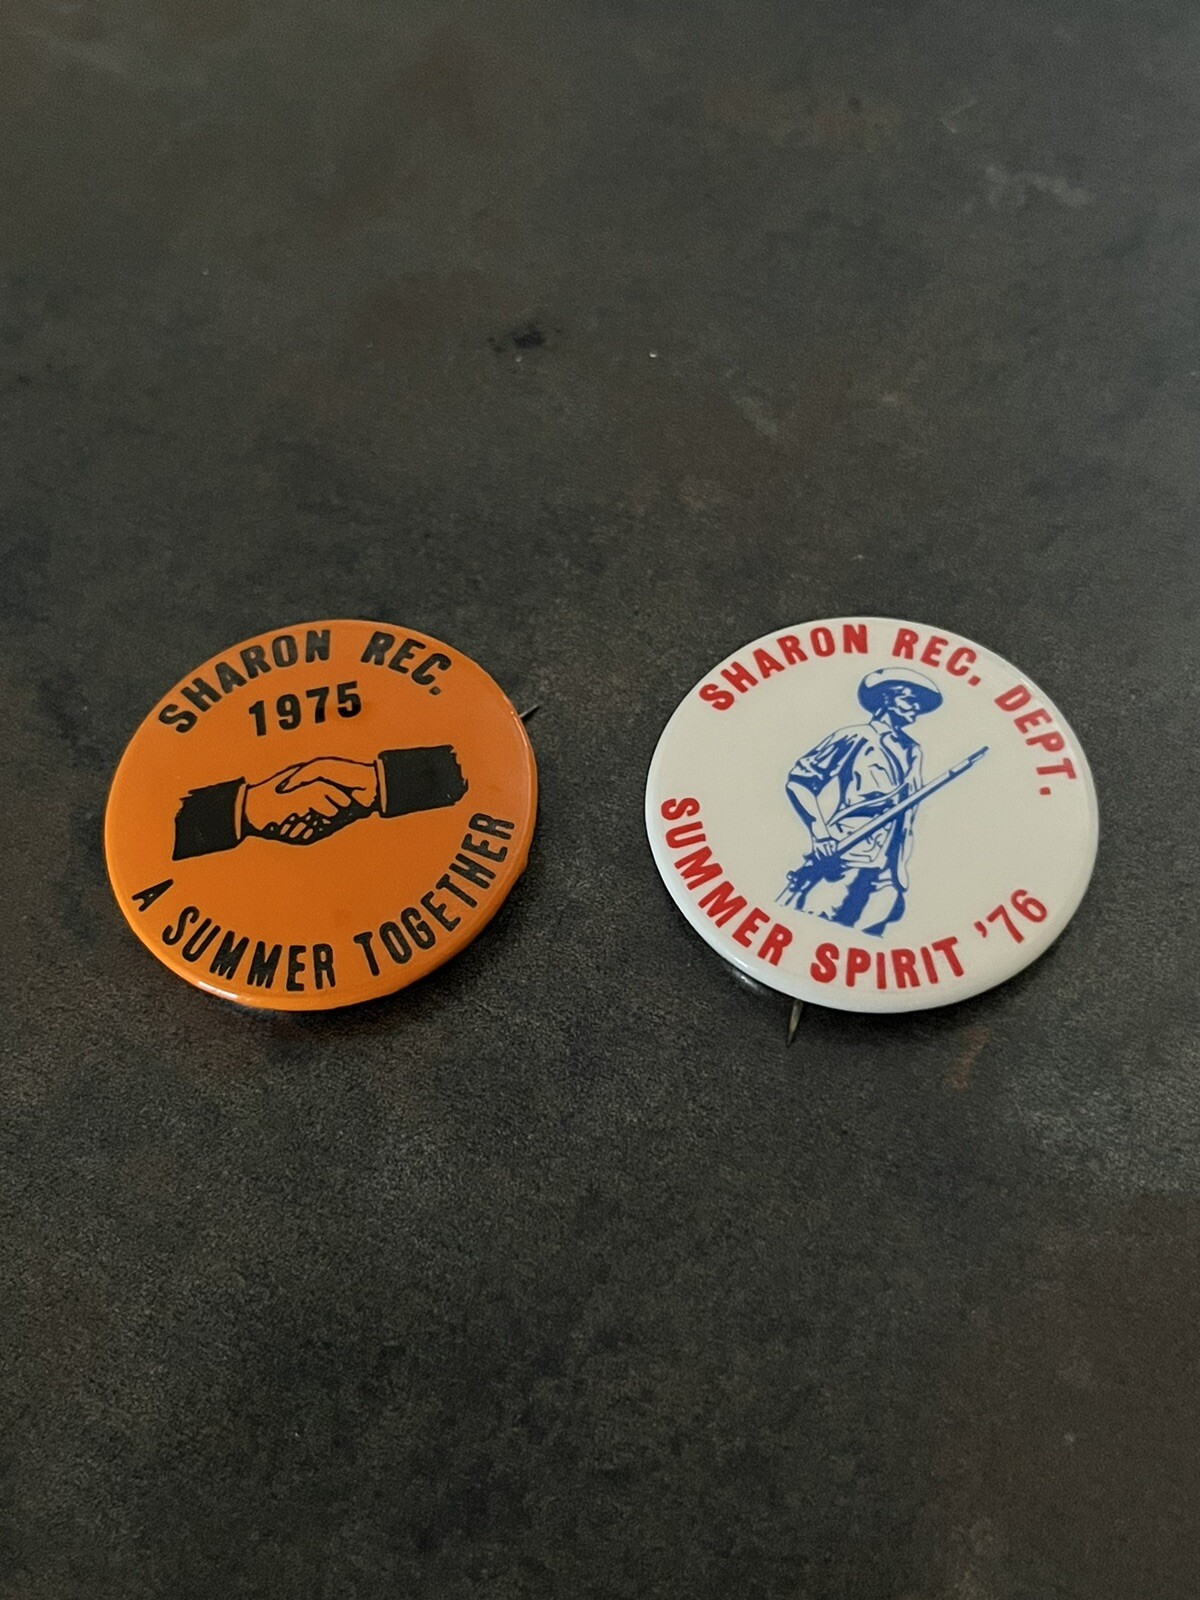 SHARON REC.
1975
A SUMMER TOGETHER
SHARON REC. DEPT.
SUMMER SPIRIT '76